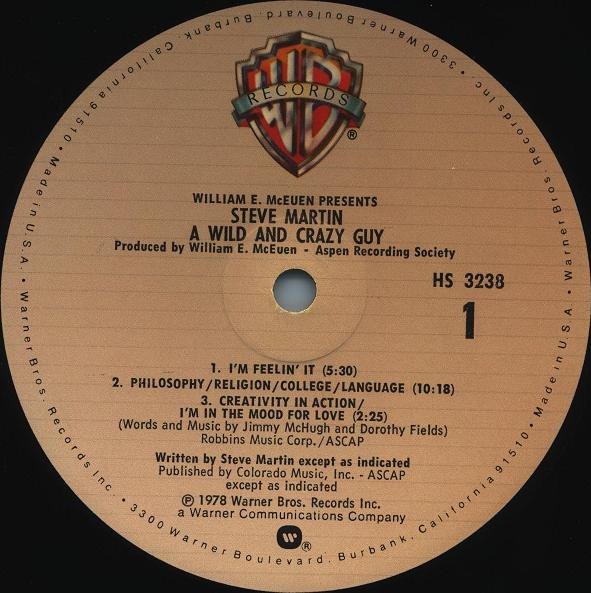 WB
RECORDS
®
WILLIAM E. McEUEN PRESENTS
STEVE MARTIN
A WILD AND CRAZY GUY
Produced by William E. McEuen - Aspen Recording Society
HS 3238
1
1. I'M FEELIN' IT (5:30)
2. PHILOSOPHY/RELIGION/COLLEGE/LANGUAGE (10:18)
3. CREATIVITY IN ACTION/
I'M IN THE MOOD FOR LOVE (2:25)
(Words and Music by Jimmy McHugh and Dorothy Fields)
Robbins Music Corp./ASCAP
Written by Steve Martin except as indicated
Published by Colorado Music, Inc. - ASCAP
except as indicated
℗ 1978 Warner Bros. Records Inc.
a Warner Communications Company
®
Made in U.S.A. • Warner Bros. Records Inc. • 3300 Warner Boulevard, Burbank, California 91510 • Made in U.S.A. • Warner Bros. Records Inc. • 3300 Warner Boulevard, Burbank, California 91510 •